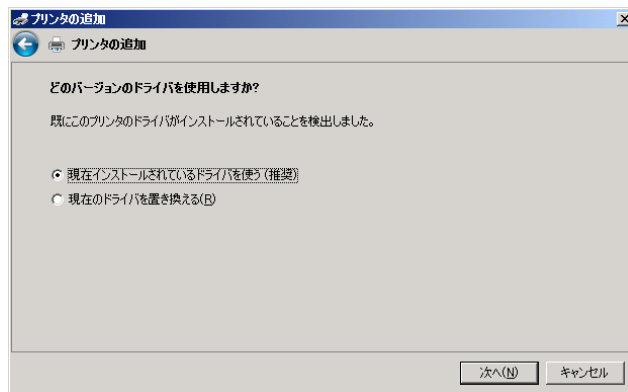 プリンタの追加
プリンタの追加
どのバージョンのドライバを使用しますか?
既にこのプリンタのドライバがインストールされていることを検出しました。
現在インストールされているドライバを使う(推奨)
現在のドライバを置き換える(R)
次へ(N) キャンセル